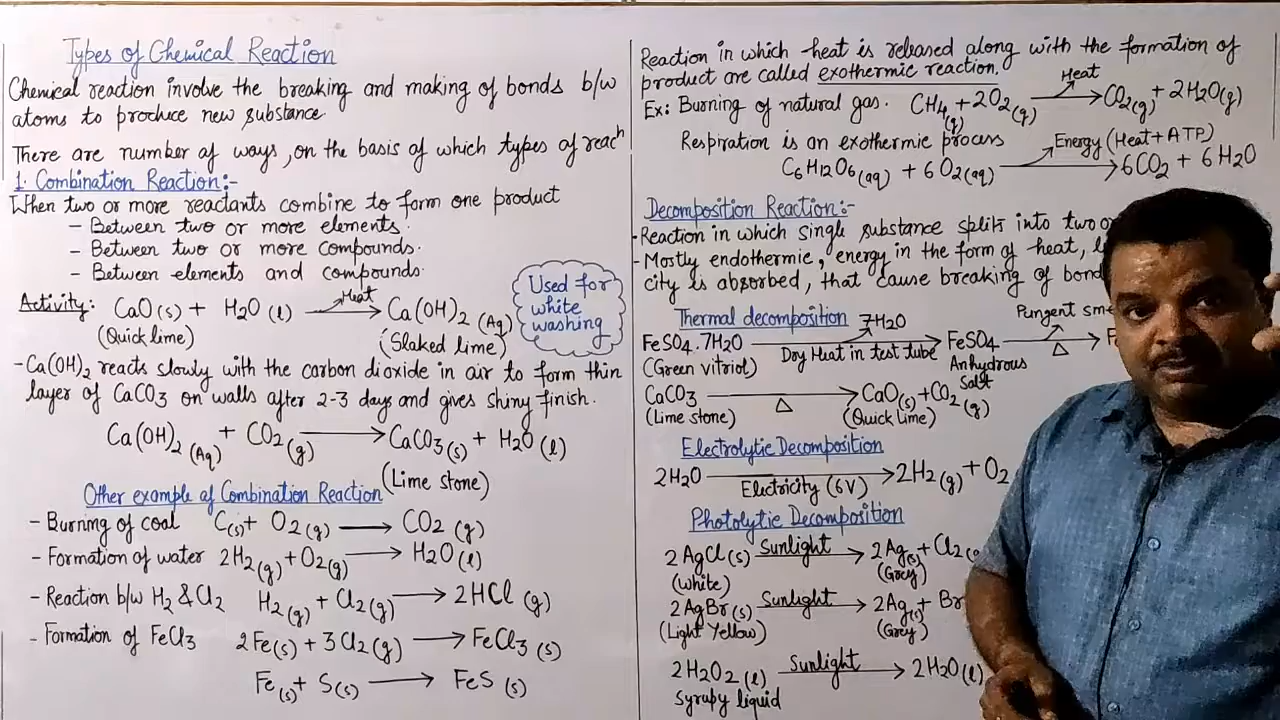 Types of Chemical Reaction
Chemical reaction involve the breaking and making of bonds b/w
atoms to produce new substance
There are number of ways, on the basis of which types of reacⁿ
1. Combination Reaction:-
When two or more reactants combine to form one product
- Between two or more elements.
- Between two or more compounds.
- Between elements and compounds.
Activity: CaO(s) + H2O(l) —Heat→ Ca(OH)2 (Aq)
(Quick lime) (Slaked lime)
Used for
white
washing
- Ca(OH)2 reacts slowly with the carbon dioxide in air to form thin
layer of CaCO3 on walls after 2-3 days and gives shiny finish.
Ca(OH)2 (Aq) + CO2(g) → CaCO3(s) + H2O(l)
(Lime stone)
Other example of Combination Reaction
- Burning of coal C(s) + O2(g) → CO2(g)
- Formation of water 2H2(g) + O2(g) → H2O(l)
- Reaction b/w H2 & Cl2 H2(g) + Cl2(g) → 2HCl(g)
- Formation of FeCl3 2Fe(s) + 3Cl2(g) → FeCl3(s)
Fe(s) + S(s) → FeS(s)
Reaction in which heat is released along with the formation of
product are called exothermic reaction.
Ex: Burning of natural gas. CH4(g) + 2O2(g) —Heat→ CO2(g) + 2H2O(g)
Respiration is an exothermic process
Energy (Heat+ATP)
C6H12O6(aq) + 6O2(aq) → 6CO2 + 6H2O
Decomposition Reaction:-
- Reaction in which single substance splits into two or
- Mostly endothermic, energy in the form of heat,
city is absorbed, that cause breaking of bond
Thermal decomposition 7H2O Pungent
FeSO4.7H2O —Dry Heat in test tube→ FeSO4 —△→
(Green vitriol) Anhydrous
Salt
CaCO3 —△→ CaO(s) + CO2(g)
(Lime stone) (Quick Lime)
Electrolytic Decomposition
2H2O —Electricity (6V)→ 2H2(g) + O2
Photolytic Decomposition
2AgCl(s) —Sunlight→ 2Ag(s) + Cl2
(White) (Grey)
2AgBr(s) —Sunlight→ 2Ag(s) + Br
(Light Yellow) (Grey)
2H2O2(l) —Sunlight→ 2H2O(l)
Syrupy liquid